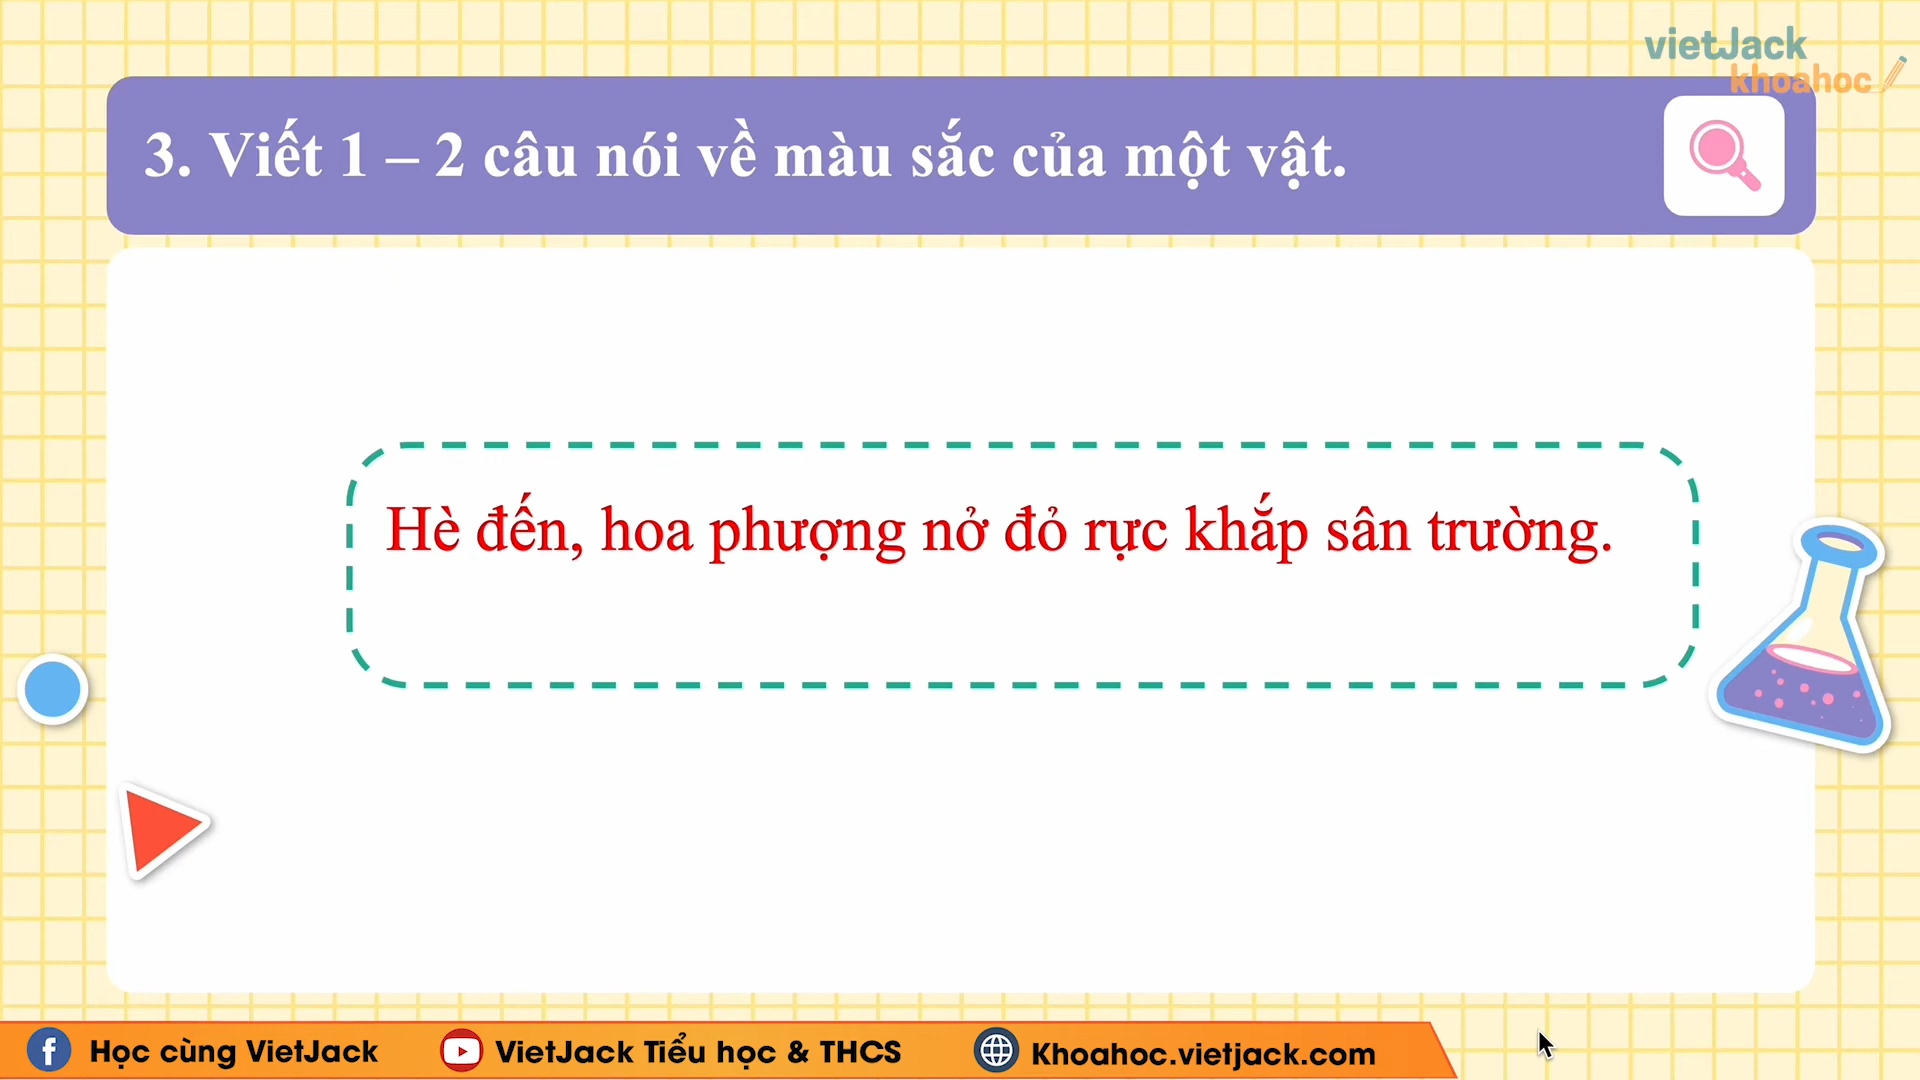 vietJack
khoahoc
3. Viết 1 – 2 câu nói về màu sắc của một vật.
Hè đến, hoa phượng nở đỏ rực khắp sân trường.
Học cùng VietJack
VietJack Tiểu học & THCS
Khoahoc.vietjack.com